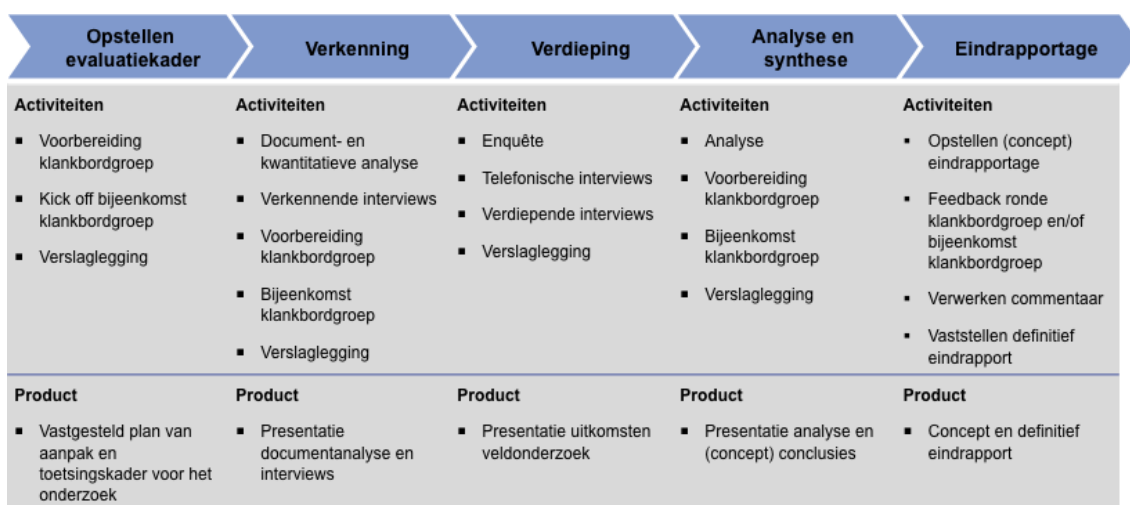 Opstellen
evaluatiekader
Verkenning
Verdieping
Analyse en
synthese
Eindrapportage
Activiteiten
▪ Voorbereiding
klankbordgroep
▪ Kick off bijeenkomst
klankbordgroep
▪ Verslaglegging
Activiteiten
▪ Document- en
kwantitatieve analyse
▪ Verkennende interviews
▪ Voorbereiding
klankbordgroep
▪ Bijeenkomst
klankbordgroep
▪ Verslaglegging
Activiteiten
▪ Enquête
▪ Telefonische interviews
▪ Verdiepende interviews
▪ Verslaglegging
Activiteiten
▪ Analyse
▪ Voorbereiding
klankbordgroep
▪ Bijeenkomst
klankbordgroep
▪ Verslaglegging
Activiteiten
▪ Opstellen (concept)
eindrapportage
▪ Feedback ronde
klankbordgroep en/of
bijeenkomst
klankbordgroep
▪ Verwerken commentaar
▪ Vaststellen definitief
eindrapport
Product
▪ Vastgesteld plan van
aanpak en
toetsingskader voor het
onderzoek
Product
▪ Presentatie
documentanalyse en
interviews
Product
▪ Presentatie uitkomsten
veldonderzoek
Product
▪ Presentatie analyse en
(concept) conclusies
Product
▪ Concept en definitief
eindrapport